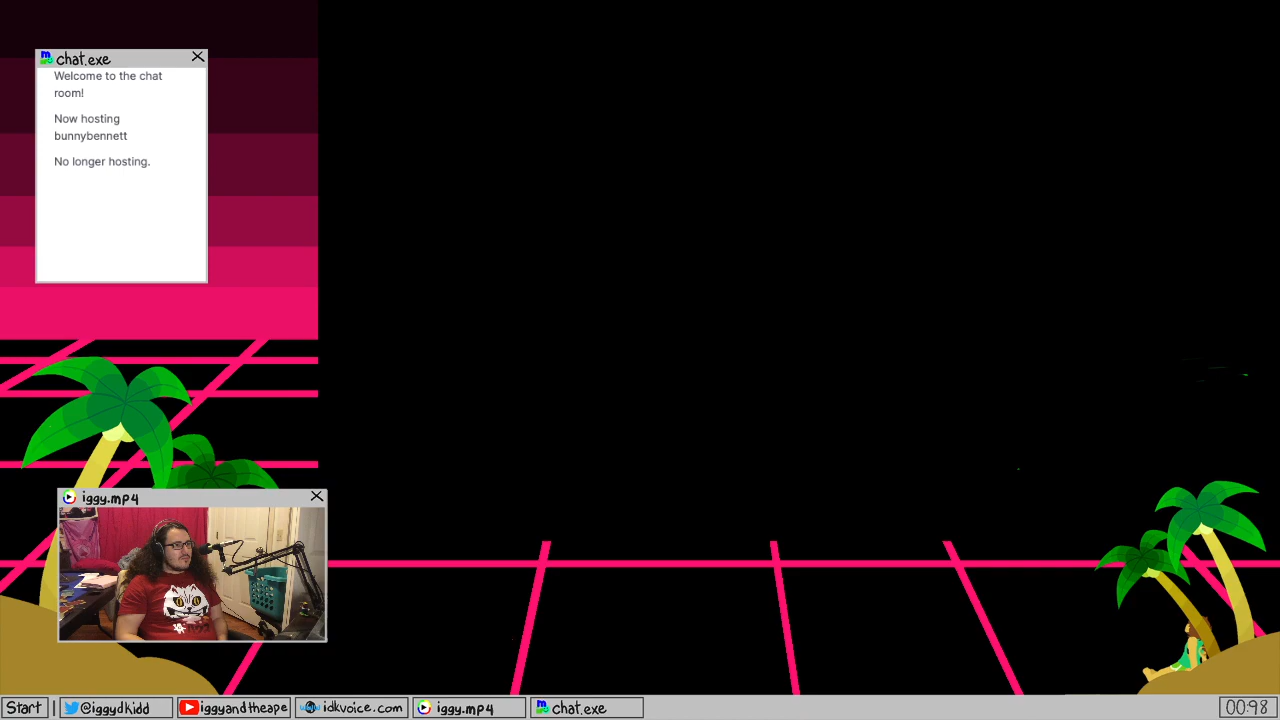 chat.exe
Welcome to the chat
room!
Now hosting
bunnybennett
No longer hosting.
iggy.mp4
Start | @iggydkidd iggyandtheape www idkvoice.com iggy.mp4 chat.exe 00:98